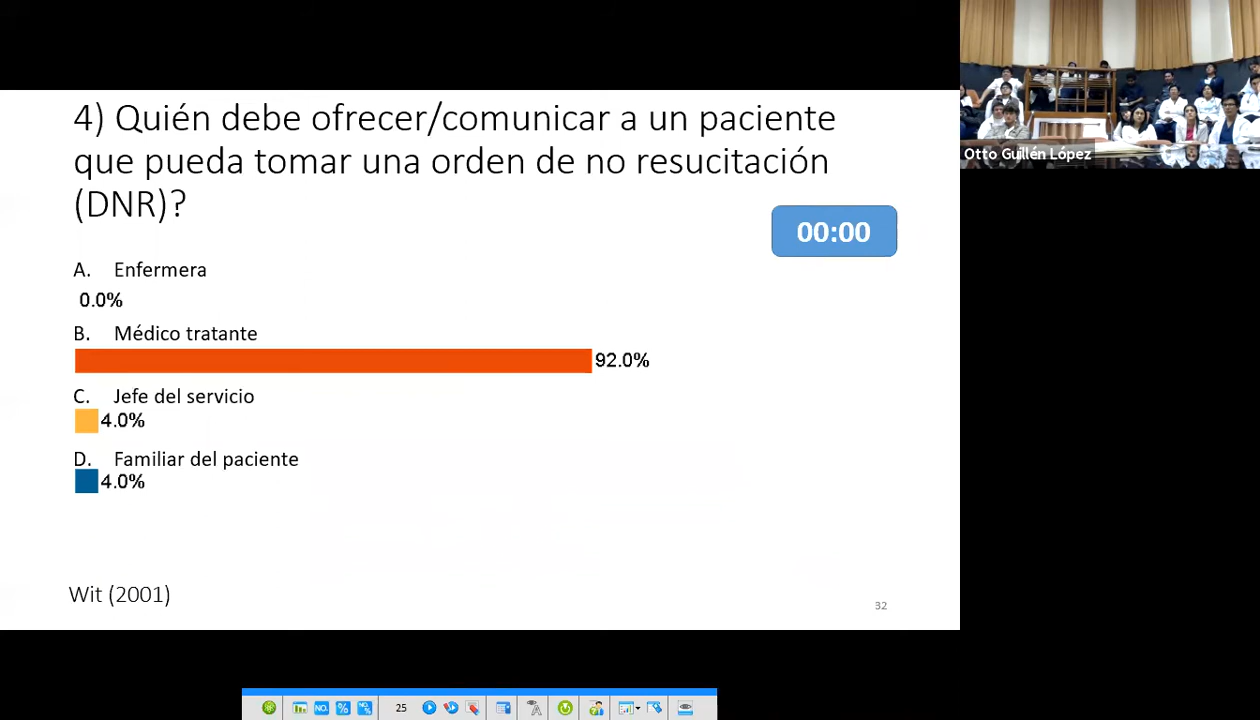 4) Quién debe ofrecer/comunicar a un paciente
que pueda tomar una orden de no resucitación
(DNR)?
00:00
A. Enfermera
0.0%
B. Médico tratante
92.0%
C. Jefe del servicio
4.0%
D. Familiar del paciente
4.0%
Wit (2001)
32
Otto Guillén López
NO.
%
NO.
%
25